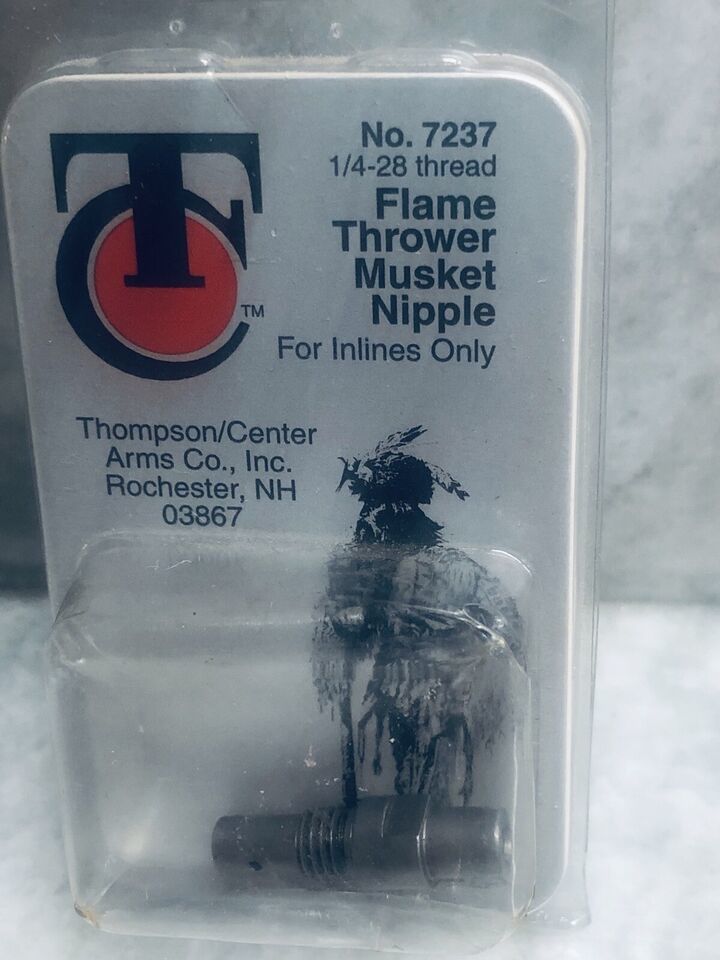 TC
TM
No. 7237
1/4-28 thread
Flame
Thrower
Musket
Nipple
For Inlines Only
Thompson/Center
Arms Co., Inc.
Rochester, NH
03867